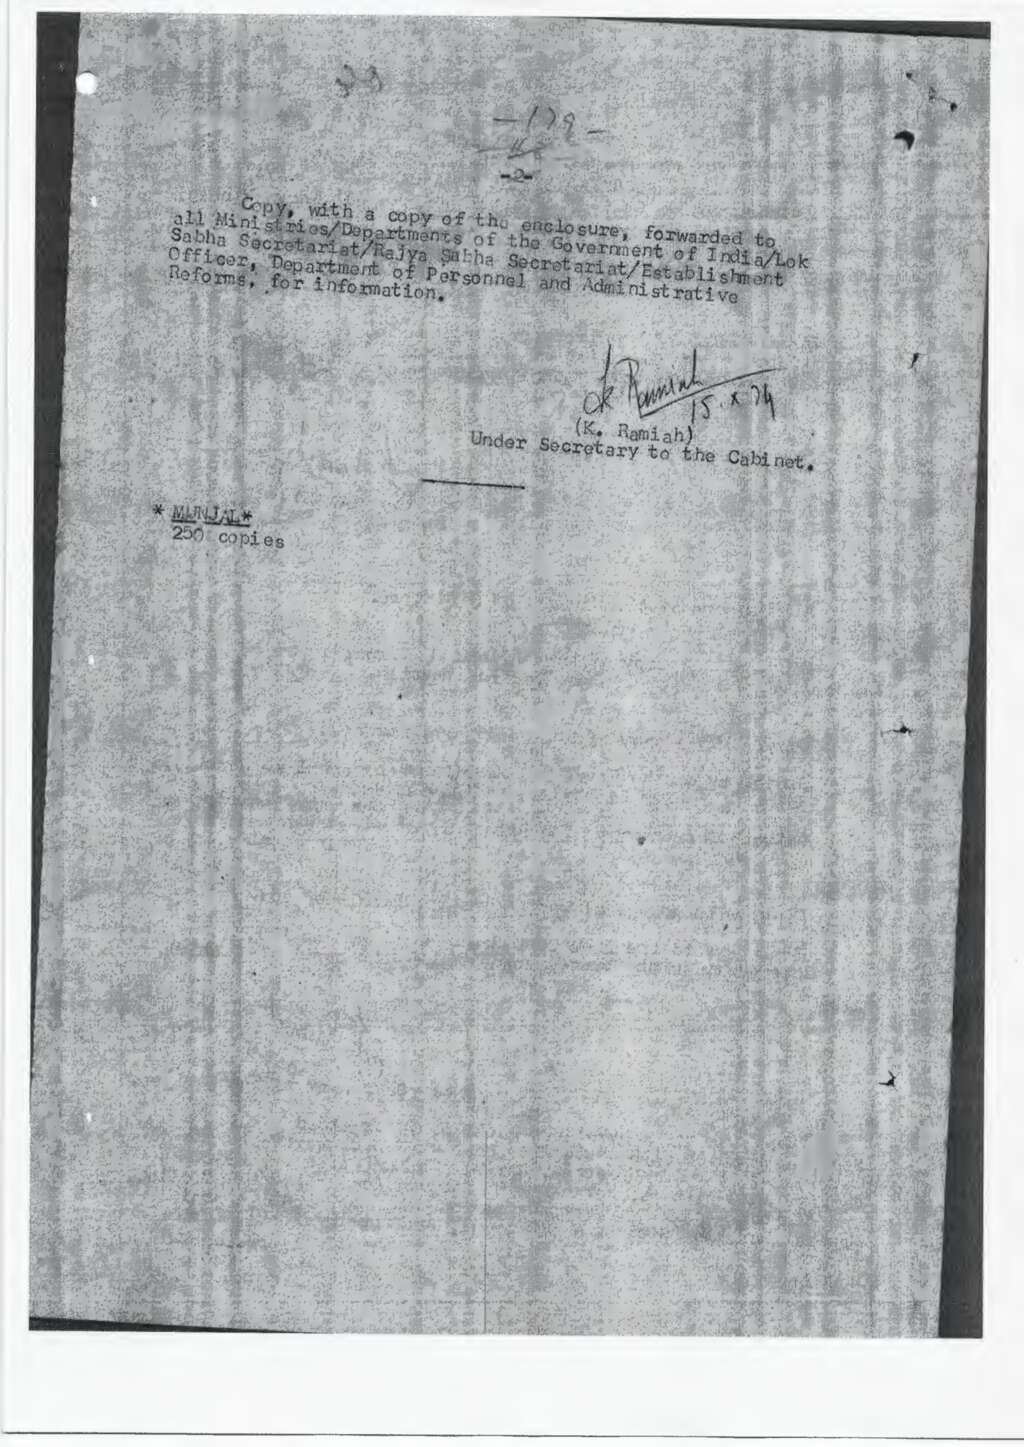 -179-
-2-
Copy, with a copy of the enclosure, forwarded to
all Ministries/Departments of the Government of India/Lok
Sabha Secretariat/Rajya Sabha Secretariat/Establishment
Officer, Department of Personnel and Administrative
Reforms, for information.
K Ramiah
15.X.74
(K. Ramiah)
Under Secretary to the Cabinet.
* MUNJAL*
250 copies